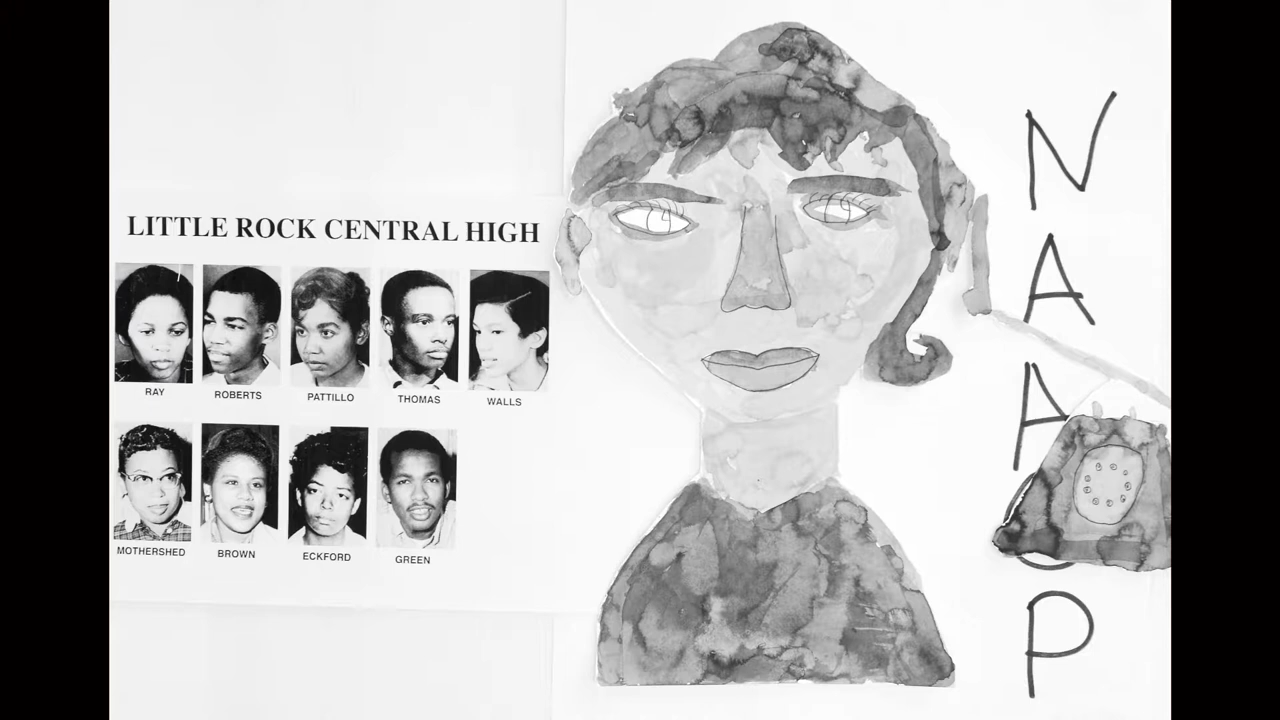 LITTLE ROCK CENTRAL HIGH
RAY ROBERTS PATTILLO THOMAS WALLS
MOTHERSHED BROWN ECKFORD GREEN
NAACP